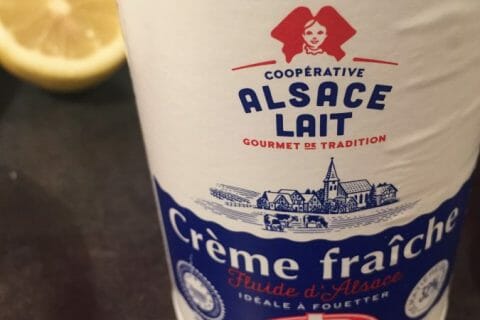 COOPÉRATIVE
ALSACE
LAIT
GOURMET DE TRADITION
Crème fraîche
Fluide d'Alsace
IDÉALE À FOUETTER